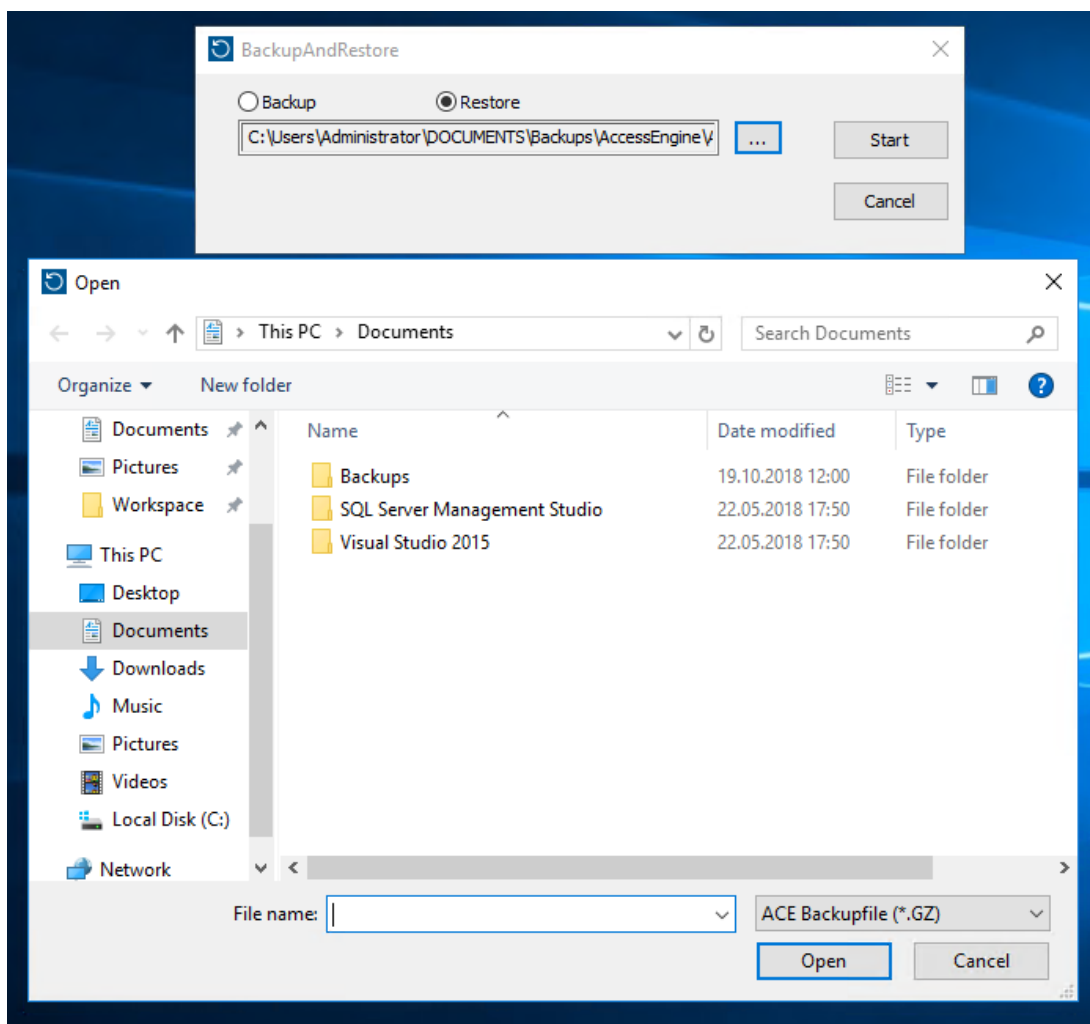 BackupAndRestore
Backup Restore
C:\Users\Administrator\DOCUMENTS\Backups\AccessEngine\ ... Start
Cancel
Open
This PC > Documents Search Documents
Organize New folder ?
Documents Name Date modified Type
Pictures Backups 19.10.2018 12:00 File folder
Workspace SQL Server Management Studio 22.05.2018 17:50 File folder
This PC Visual Studio 2015 22.05.2018 17:50 File folder
Desktop
Documents
Downloads
Music
Pictures
Videos
Local Disk (C:)
Network
File name: ACE Backupfile (*.GZ)
Open Cancel